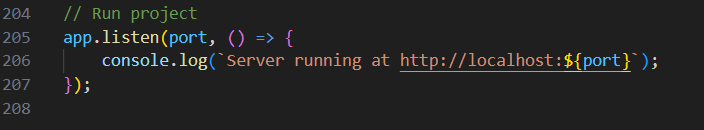 204 // Run project
205 app.listen(port, () => {
206     console.log(`Server running at http://localhost:${port}`);
207 });
208